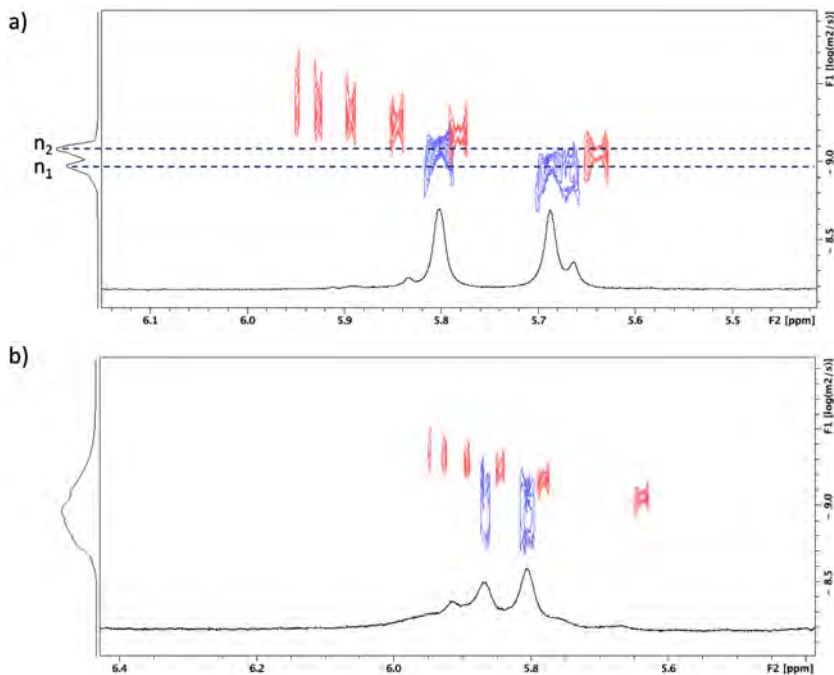 a)
F1 [log(m2/s)]
n2
n1
- 9.0
- 8.5
6.1 6.0 5.9 5.8 5.7 5.6 5.5 F2 [ppm]
b)
F1 [log(m2/s)]
- 9.0
- 8.5
6.4 6.2 6.0 5.8 5.6 F2 [ppm]